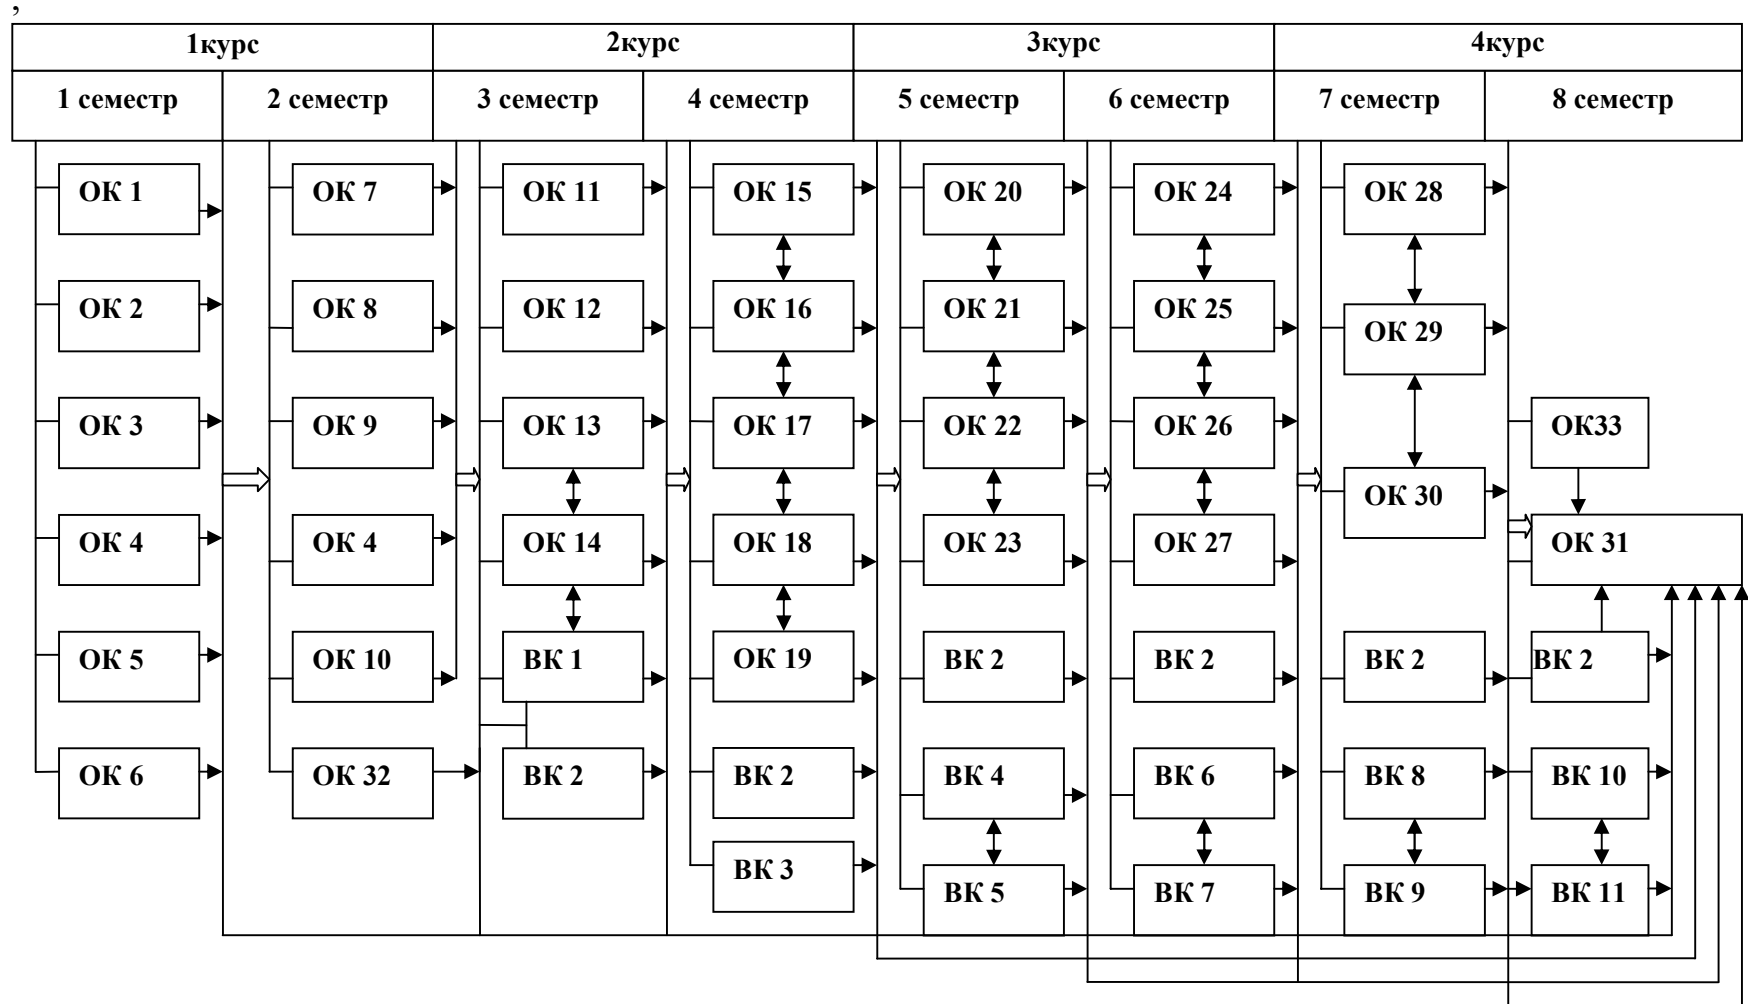 ,
1курс 2курс 3курс 4курс
1 семестр 2 семестр 3 семестр 4 семестр 5 семестр 6 семестр 7 семестр 8 семестр
ОК 1 ОК 7 ОК 11 ОК 15 ОК 20 ОК 24 ОК 28
ОК 2 ОК 8 ОК 12 ОК 16 ОК 21 ОК 25 ОК 29
ОК 3 ОК 9 ОК 13 ОК 17 ОК 22 ОК 26 ОК33
ОК 30
ОК 4 ОК 4 ОК 14 ОК 18 ОК 23 ОК 27 ОК 31
ОК 5 ОК 10 ВК 1 ОК 19 ВК 2 ВК 2 ВК 2 ВК 2
ОК 6 ОК 32 ВК 2 ВК 2 ВК 4 ВК 6 ВК 8 ВК 10
ВК 3 ВК 5 ВК 7 ВК 9 ВК 11